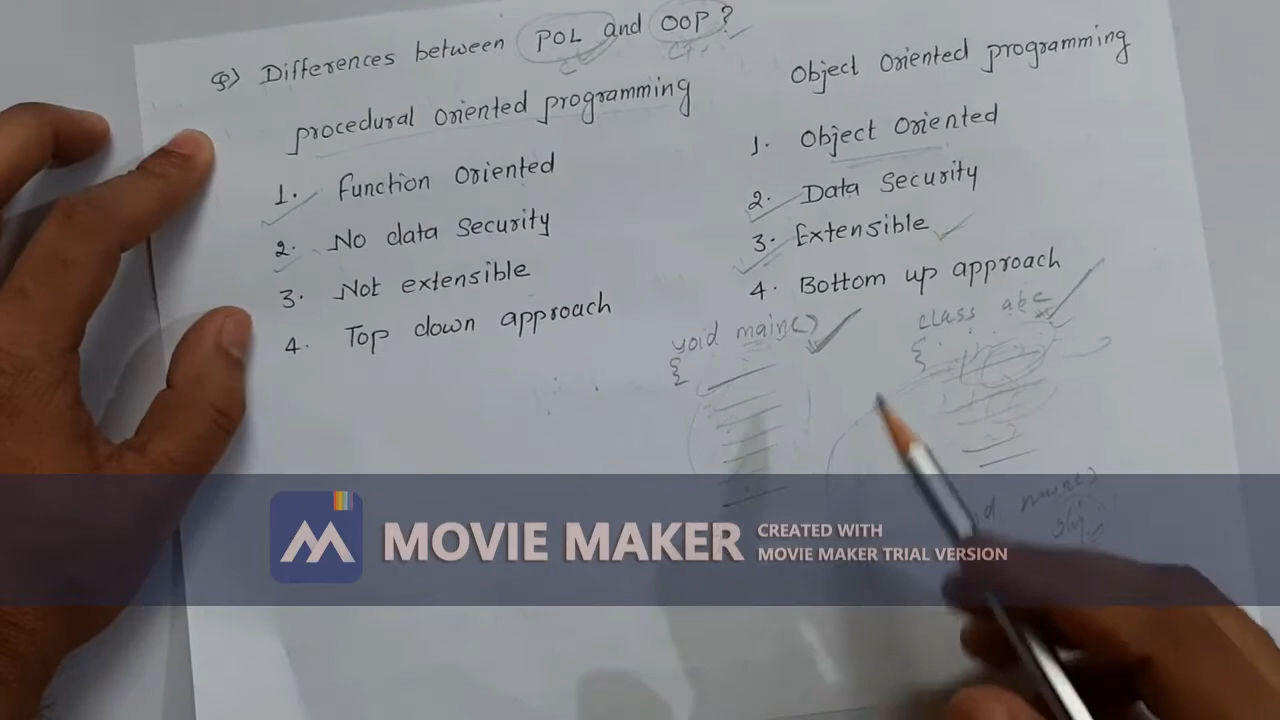 Q) Differences between POL and OOP?
C C++
Procedural Oriented programming
1. Function Oriented
2. No data Security
3. Not extensible
4. Top down approach
Object Oriented programming
1. Object Oriented
2. Data Security
3. Extensible
4. Bottom up approach
void main()
{
class abc
{
main()
MOVIE MAKER
CREATED WITH
MOVIE MAKER TRIAL VERSION